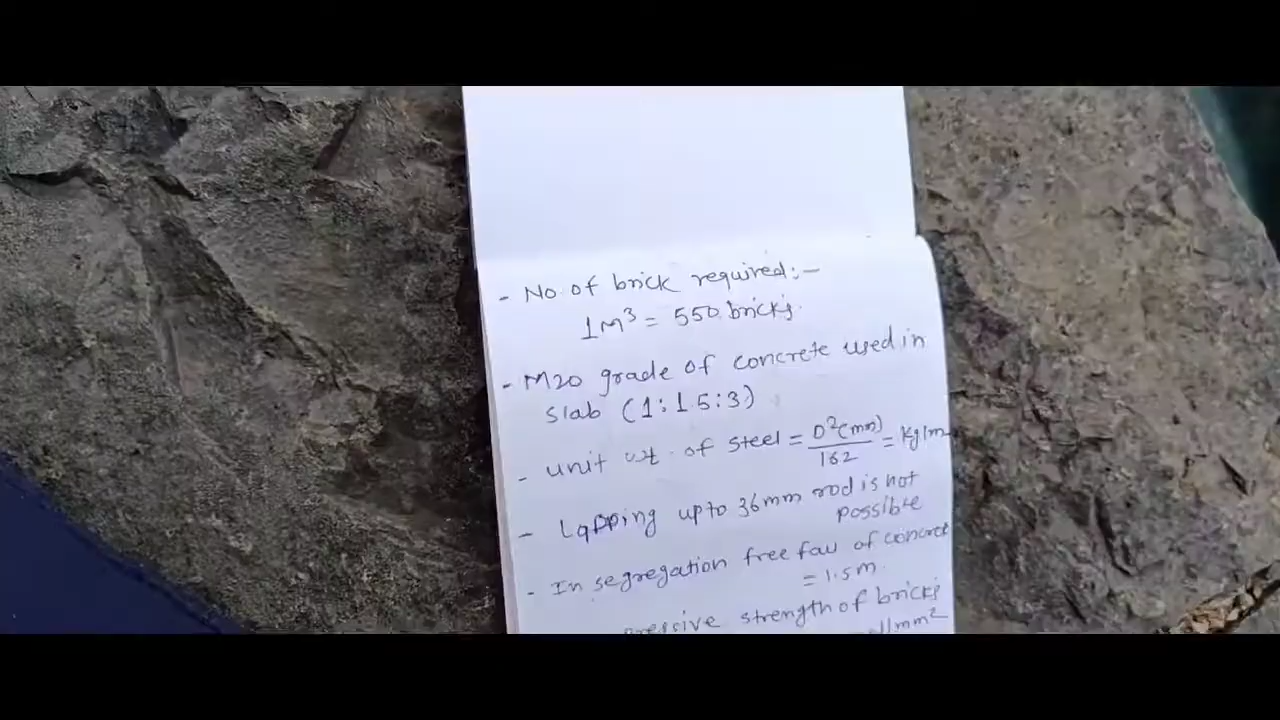 - No. of brick required:-
1M³ = 550 bricks.
- M20 grade of concrete used in
slab (1:1.5:3)
- unit wt. of steel = D²(mm)/162 = kg/m
- Lapping upto 36mm rod is not
possible
- In segregation free fall of concret
= 1.5m.
strength of bricks
/mm²